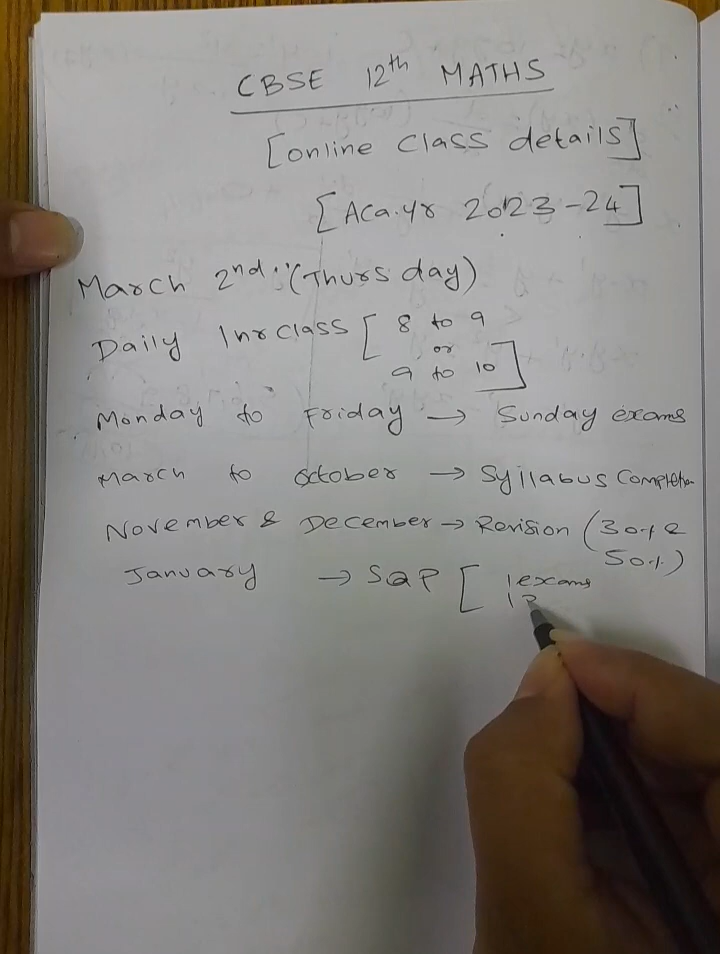 CBSE 12th MATHS
[online class details]
[Aca.yr 2023-24]
March 2nd. (Thursday)
Daily 1hr class [ 8 to 9
or
9 to 10 ]
Monday to Friday → Sunday exams
March to October → Syllabus Completion
November & December → Revision (30% &
50%)
January → SQP [ 1 exams